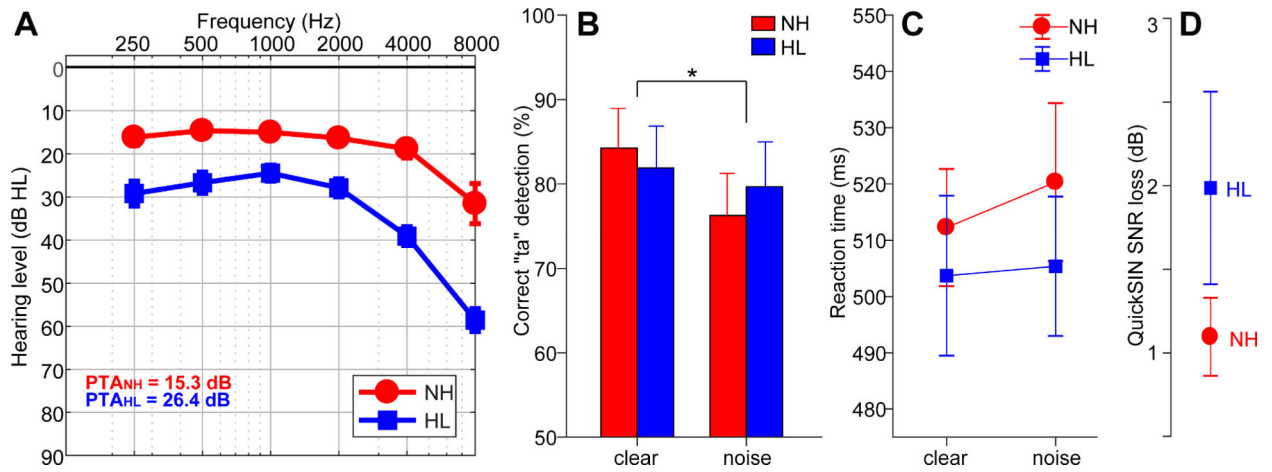 A
Frequency (Hz)
250 500 1000 2000 4000 8000
Hearing level (dB HL)
0
10
20
30
40
50
60
70
80
90
PTANH = 15.3 dB
PTAHL = 26.4 dB
NH
HL
B
Correct "ta" detection (%)
100
90
80
70
60
50
NH
HL
*
clear noise
C
Reaction time (ms)
550
540
530
520
510
500
490
480
NH
HL
clear noise
D
QuickSIN SNR loss (dB)
3
2
1
HL
NH